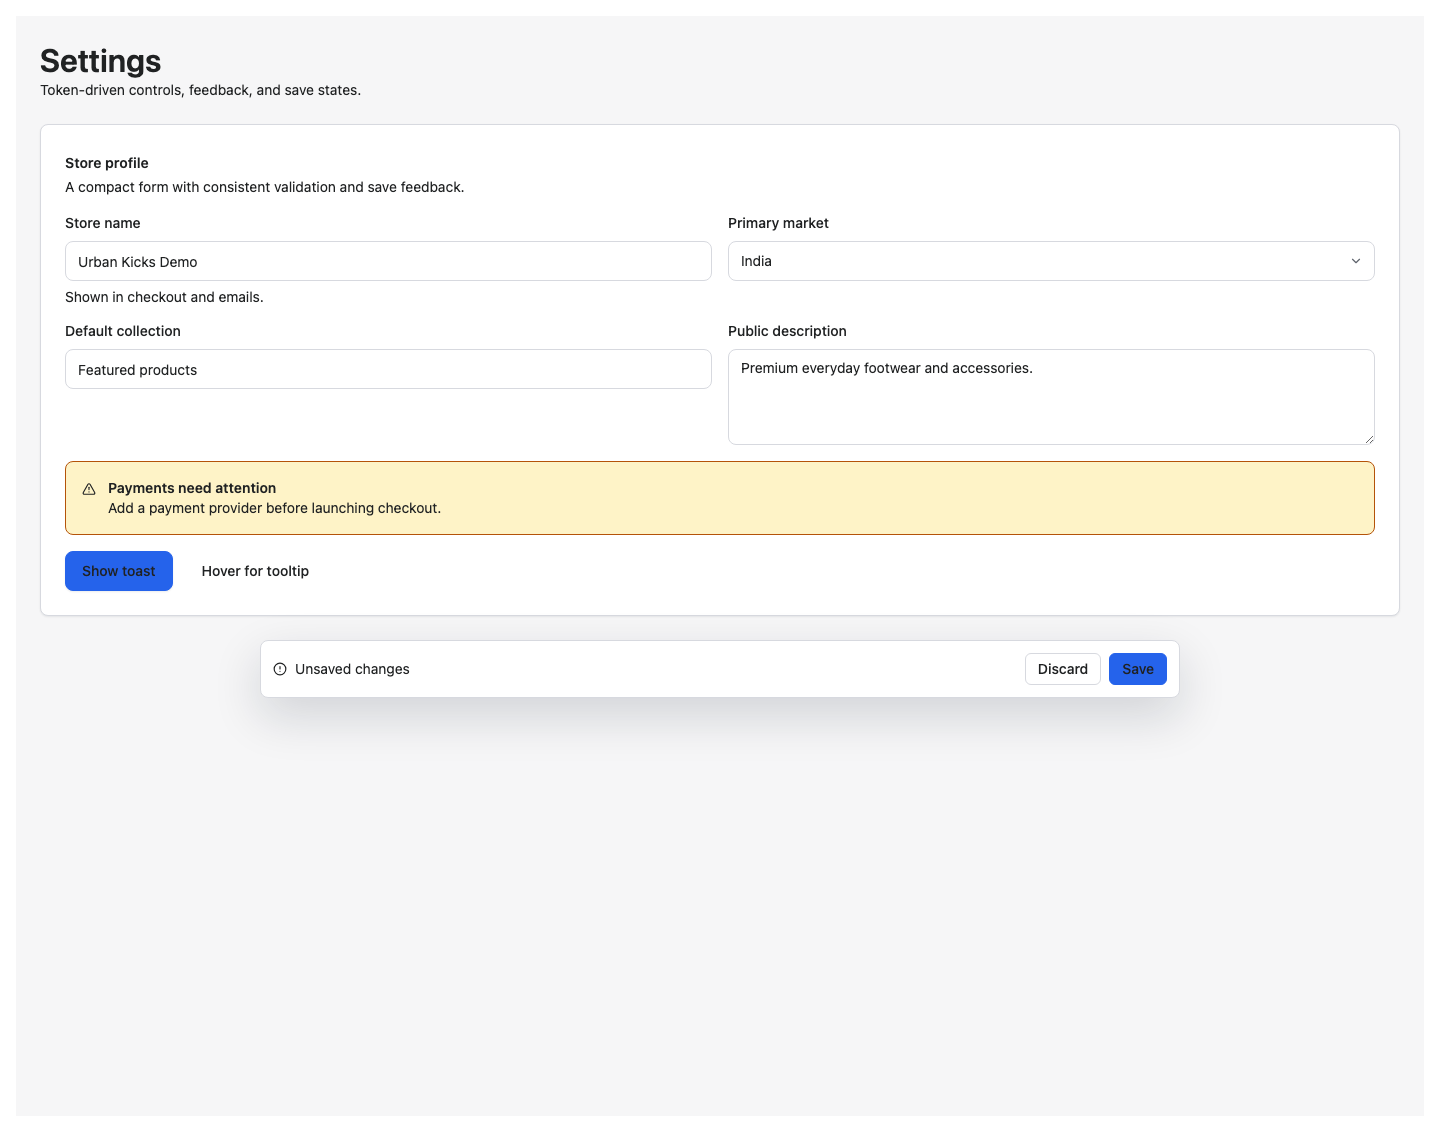 Settings
Token-driven controls, feedback, and save states.
Store profile
A compact form with consistent validation and save feedback.
Store name
Urban Kicks Demo
Shown in checkout and emails.
Primary market
India
Default collection
Featured products
Public description
Premium everyday footwear and accessories.
Payments need attention
Add a payment provider before launching checkout.
Show toast
Hover for tooltip
Unsaved changes
Discard
Save